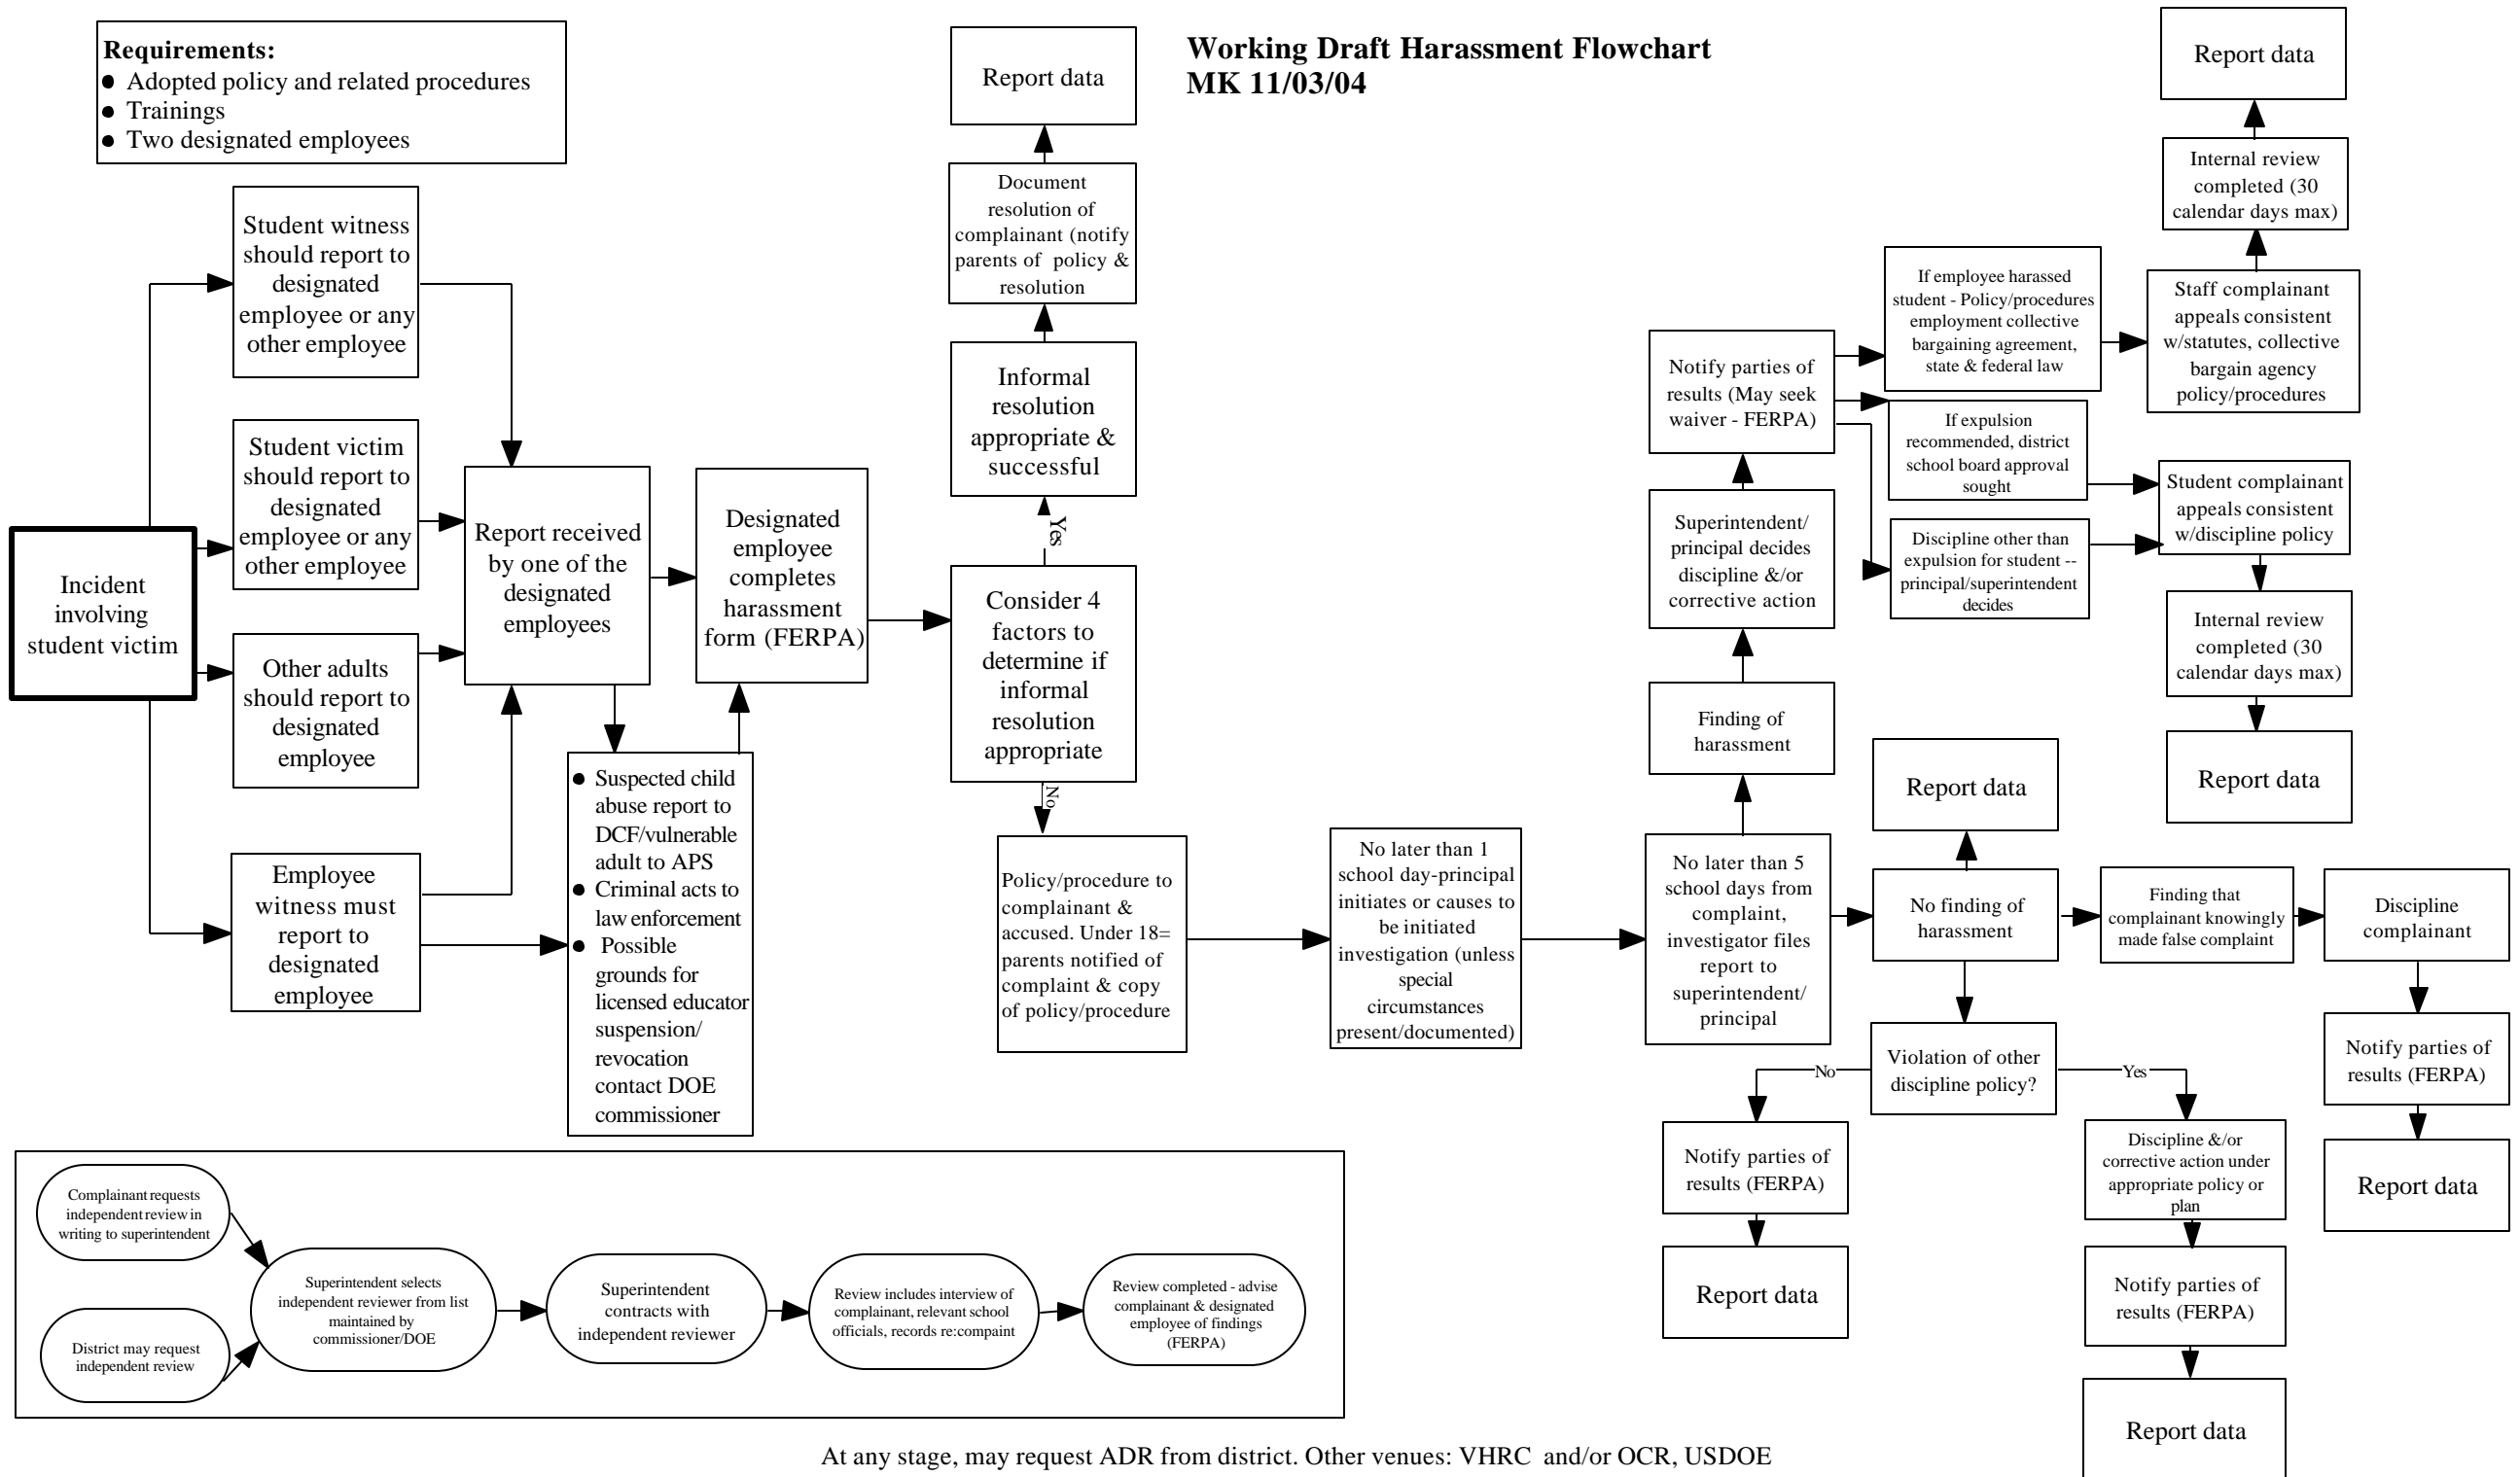 Requirements:
● Adopted policy and related procedures
● Trainings
● Two designated employees
Working Draft Harassment Flowchart
MK 11/03/04
Incident
involving
student victim
Student witness
should report to
designated
employee or any
other employee
Student victim
should report to
designated
employee or any
other employee
Other adults
should report to
designated
employee
Employee
witness must
report to
designated
employee
Report received
by one of the
designated
employees
● Suspected child
abuse report to
DCF/vulnerable
adult to APS
● Criminal acts to
law enforcement
● Possible
grounds for
licensed educator
suspension/
revocation
contact DOE
commissioner
Designated
employee
completes
harassment
form (FERPA)
Report data
Document
resolution of
complainant (notify
parents of policy &
resolution
Informal
resolution
appropriate &
successful
Yes
Consider 4
factors to
determine if
informal
resolution
appropriate
No
Policy/procedure to
complainant &
accused. Under 18=
parents notified of
complaint & copy
of policy/procedure
No later than 1
school day-principal
initiates or causes to
be initiated
investigation (unless
special
circumstances
present/documented)
No later than 5
school days from
complaint,
investigator files
report to
superintendent/
principal
Finding of
harassment
Superintendent/
principal decides
discipline &/or
corrective action
Notify parties of
results (May seek
waiver - FERPA)
If employee harassed
student - Policy/procedures
employment collective
bargaining agreement,
state & federal law
If expulsion
recommended, district
school board approval
sought
Discipline other than
expulsion for student --
principal/superintendent
decides
Report data
Internal review
completed (30
calendar days max)
Staff complainant
appeals consistent
w/statutes, collective
bargain agency
policy/procedures
Student complainant
appeals consistent
w/discipline policy
Internal review
completed (30
calendar days max)
Report data
Report data
No finding of
harassment
Finding that
complainant knowingly
made false complaint
Discipline
complainant
Notify parties of
results (FERPA)
Report data
Violation of other
discipline policy?
No
Yes
Notify parties of
results (FERPA)
Report data
Discipline &/or
corrective action under
appropriate policy or
plan
Notify parties of
results (FERPA)
Report data
Complainant requests
independent review in
writing to superintendent
District may request
independent review
Superintendent selects
independent reviewer from list
maintained by
commissioner/DOE
Superintendent
contracts with
independent reviewer
Review includes interview of
complainant, relevant school
officials, records re:compaint
Review completed - advise
complainant & designated
employee of findings
(FERPA)
At any stage, may request ADR from district. Other venues: VHRC and/or OCR, USDOE